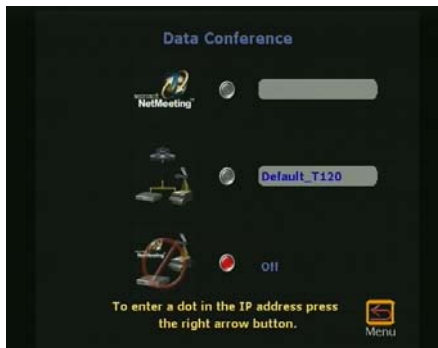 Data Conference
NetMeeting
Default_T120
Off
To enter a dot in the IP address press
the right arrow button.
Menu